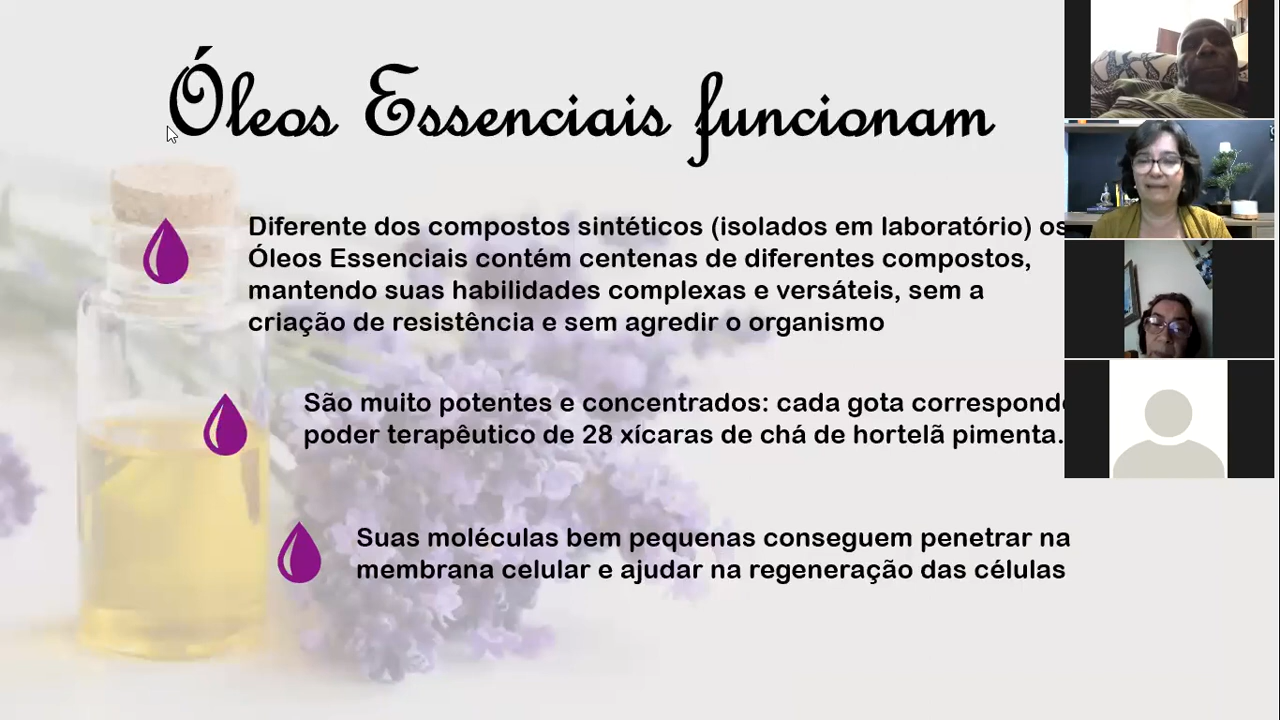 Óleos Essenciais funcionam
Diferente dos compostos sintéticos (isolados em laboratório) os
Óleos Essenciais contém centenas de diferentes compostos,
mantendo suas habilidades complexas e versáteis, sem a
criação de resistência e sem agredir o organismo
São muito potentes e concentrados: cada gota corresponde
poder terapêutico de 28 xícaras de chá de hortelã pimenta.
Suas moléculas bem pequenas conseguem penetrar na
membrana celular e ajudar na regeneração das células